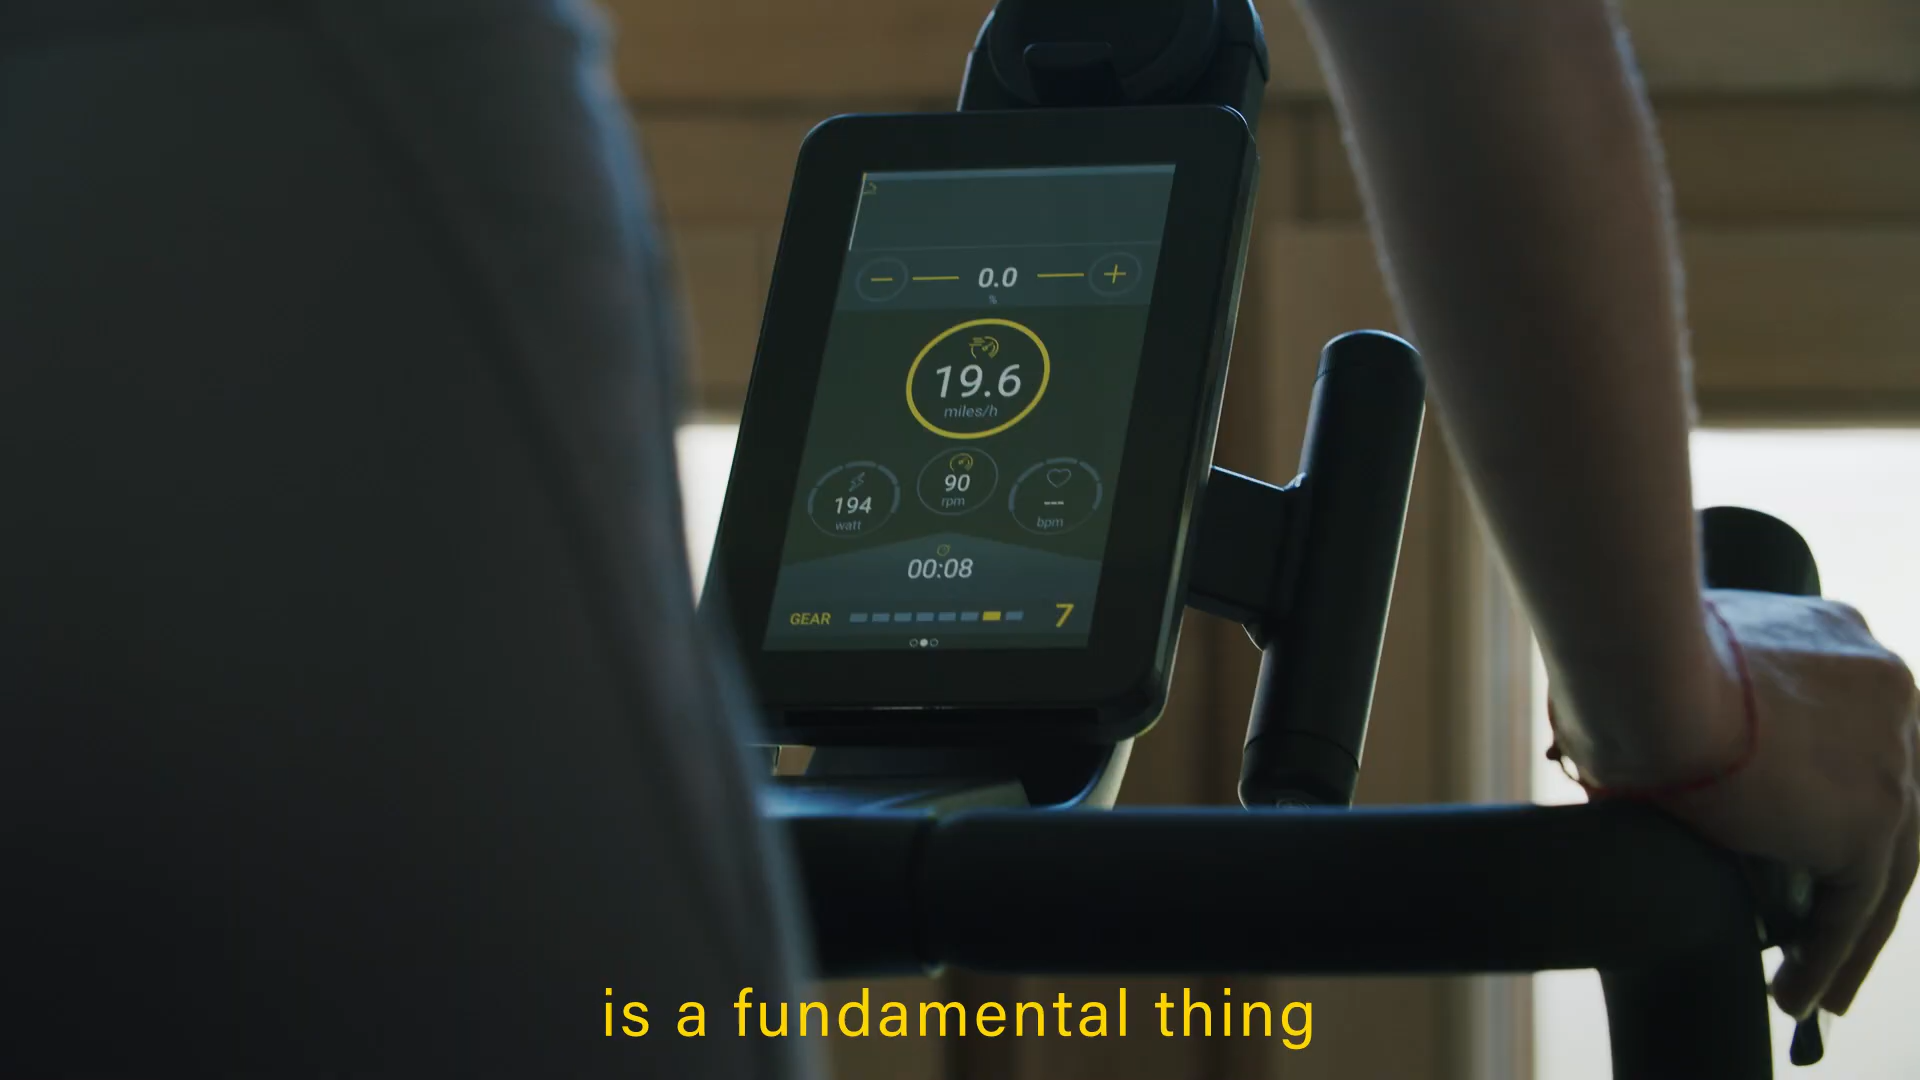 0.0
%
19.6
miles/h
194
watt
90
rpm
---
bpm
00:08
GEAR 7
is a fundamental thing